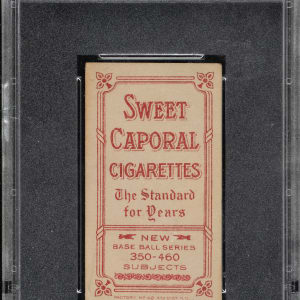 SWEET
CAPORAL
CIGARETTES
The Standard
for Years
NEW
BASE BALL SERIES
350-460
SUBJECTS